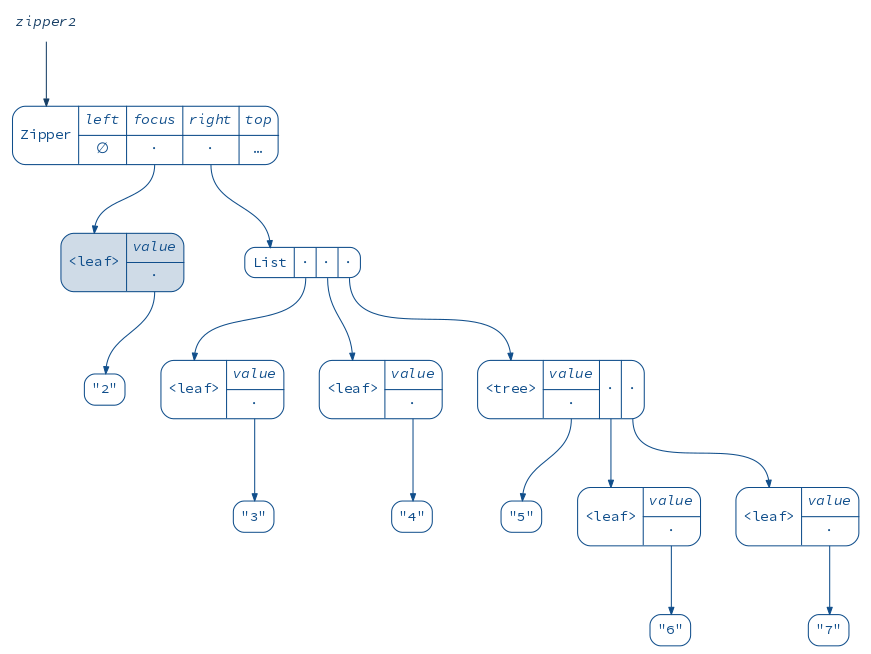 zipper2
Zipper left focus right top
∅ · · …
<leaf> value ·
List · · ·
"2"
<leaf> value ·
<leaf> value ·
<tree> value · · ·
"3"
"4"
"5"
<leaf> value ·
<leaf> value ·
"6"
"7"